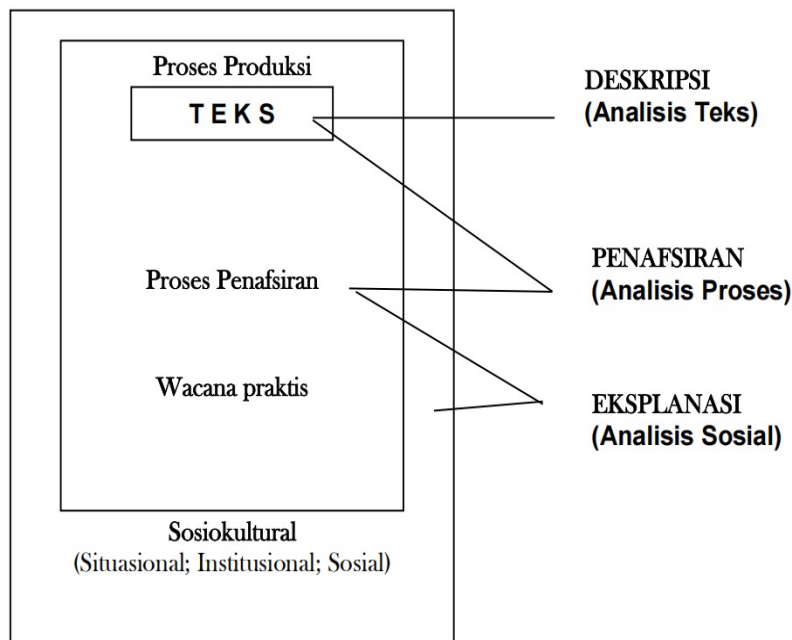 Proses Produksi
T E K S
Proses Penafsiran
Wacana praktis
Sosiokultural
(Situasional; Institusional; Sosial)
DESKRIPSI
(Analisis Teks)
PENAFSIRAN
(Analisis Proses)
EKSPLANASI
(Analisis Sosial)